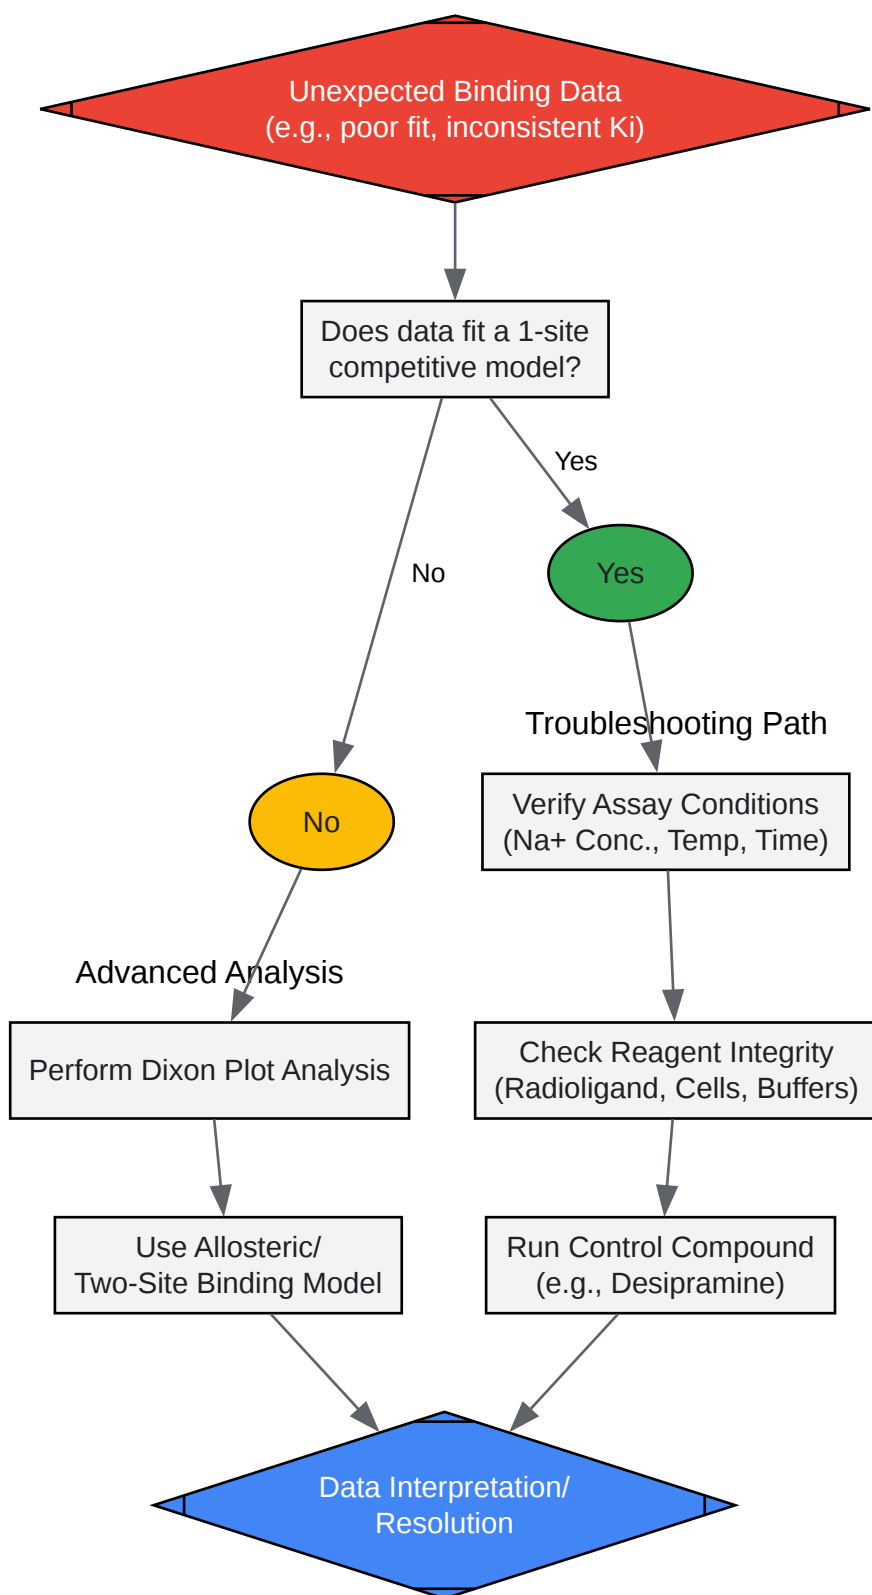 Unexpected Binding Data
(e.g., poor fit, inconsistent Ki)
Does data fit a 1-site
competitive model?
Yes
No
Yes
Troubleshooting Path
Verify Assay Conditions
(Na+ Conc., Temp, Time)
No
Advanced Analysis
Perform Dixon Plot Analysis
Check Reagent Integrity
(Radioligand, Cells, Buffers)
Use Allosteric/
Two-Site Binding Model
Run Control Compound
(e.g., Desipramine)
Data Interpretation/
Resolution